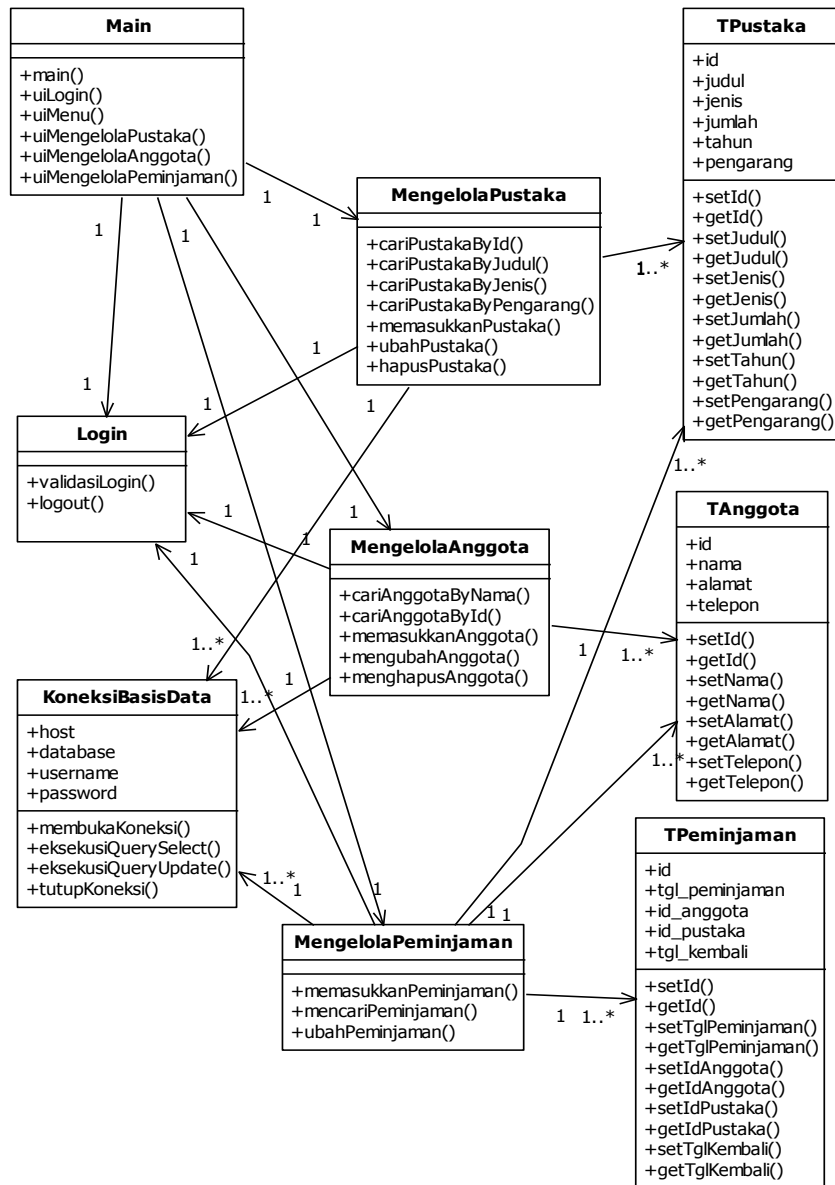 Main
+main()
+uiLogin()
+uiMenu()
+uiMengelolaPustaka()
+uiMengelolaAnggota()
+uiMengelolaPeminjaman()
TPustaka
+id
+judul
+jenis
+jumlah
+tahun
+pengarang
+setId()
+getId()
+setJudul()
+getJudul()
+setJenis()
+getJenis()
+setJumlah()
+getJumlah()
+setTahun()
+getTahun()
+setPengarang()
+getPengarang()
MengelolaPustaka
+cariPustakaById()
+cariPustakaByJudul()
+cariPustakaByJenis()
+cariPustakaByPengarang()
+memasukkanPustaka()
+ubahPustaka()
+hapusPustaka()
1
1
1
1
1
1..*
1
1
1
Login
+validasiLogin()
+logout()
1..*
TAnggota
+id
+nama
+alamat
+telepon
+setId()
+getId()
+setNama()
+getNama()
+setAlamat()
+getAlamat()
+setTelepon()
+getTelepon()
1
1
1
1
MengelolaAnggota
+cariAnggotaByNama()
+cariAnggotaById()
+memasukkanAnggota()
+mengubahAnggota()
+menghapusAnggota()
1..*
1..*
1
1
1..*
1..*
KoneksiBasisData
+host
+database
+username
+password
+membukaKoneksi()
+eksekusiQuerySelect()
+eksekusiQueryUpdate()
+tutupKoneksi()
1..*
1
1
1
1
MengelolaPeminjaman
+memasukkanPeminjaman()
+mencariPeminjaman()
+ubahPeminjaman()
1
1..*
TPeminjaman
+id
+tgl_peminjaman
+id_anggota
+id_pustaka
+tgl_kembali
+setId()
+getId()
+setTglPeminjaman()
+getTglPeminjaman()
+setIdAnggota()
+getIdAnggota()
+setIdPustaka()
+getIdPustaka()
+setTglKembali()
+getTglKembali()